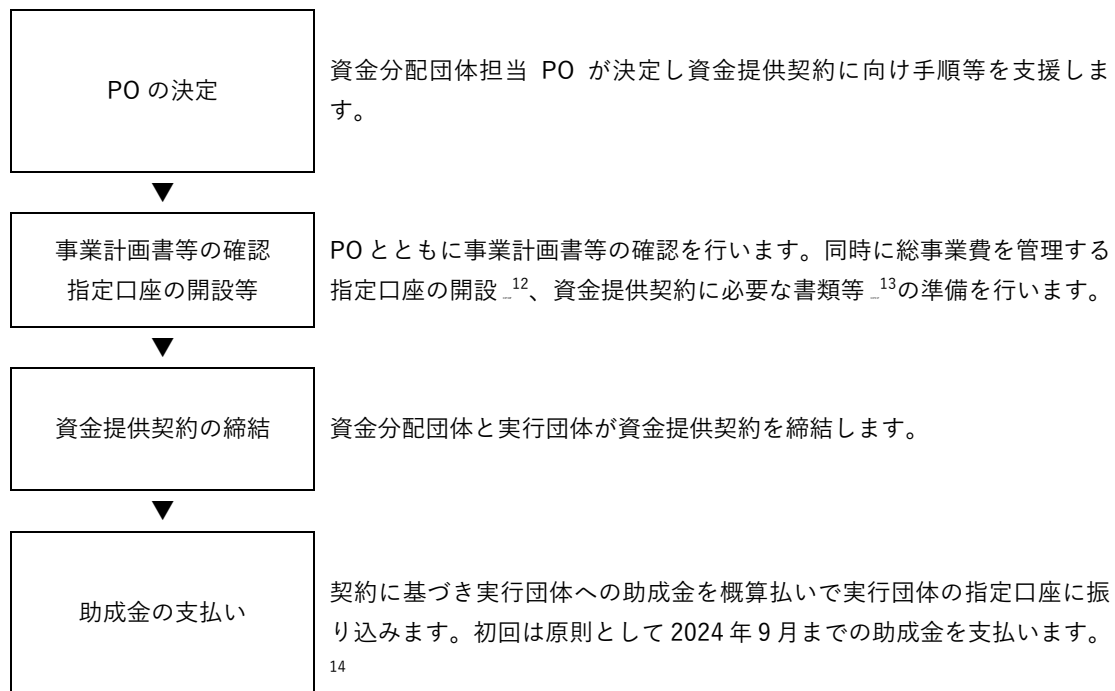 PO の決定
資金分配団体担当 PO が決定し資金提供契約に向け手順等を支援しま
す。
▼
事業計画書等の確認
指定口座の開設等
PO とともに事業計画書等の確認を行います。同時に総事業費を管理する
指定口座の開設 12、資金提供契約に必要な書類等 13の準備を行います。
▼
資金提供契約の締結
資金分配団体と実行団体が資金提供契約を締結します。
▼
助成金の支払い
契約に基づき実行団体への助成金を概算払いで実行団体の指定口座に振
り込みます。初回は原則として 2024 年 9 月までの助成金を支払います。
14